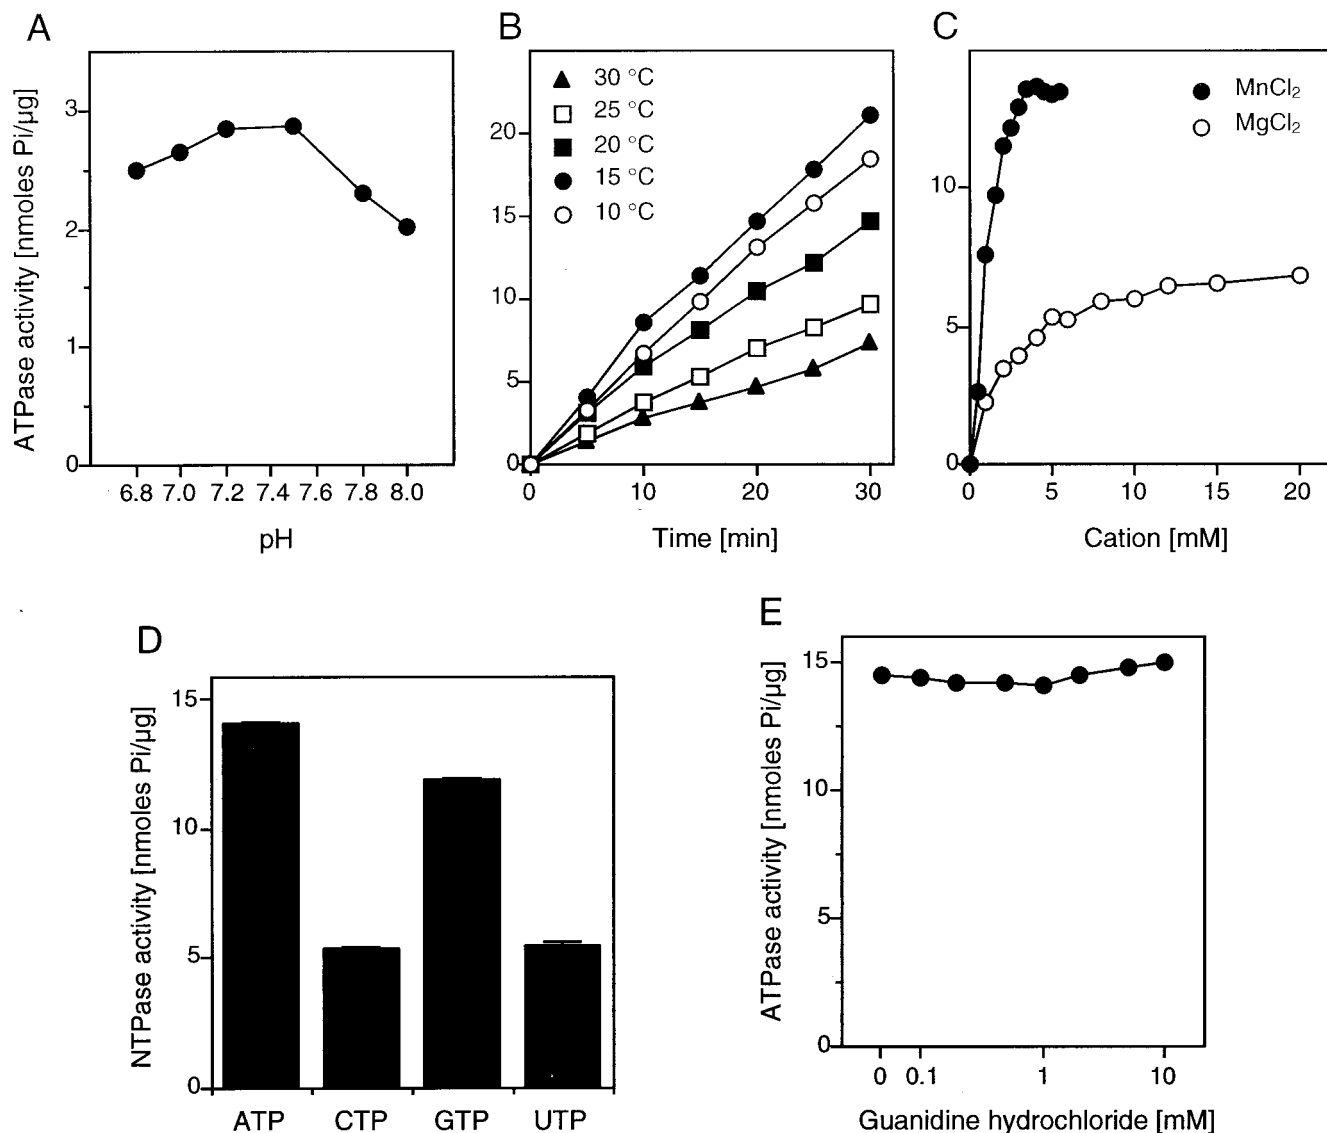 A
ATPase activity [nmoles Pi/µg]
3
2
1
0
6.8 7.0 7.2 7.4 7.6 7.8 8.0
pH
B
30 °C
25 °C
20 °C
15 °C
10 °C
20
15
10
5
0
0 10 20 30
Time [min]
C
MnCl₂
MgCl₂
10
5
0
0 5 10 15 20
Cation [mM]
D
NTPase activity [nmoles Pi/µg]
15
10
5
0
ATP CTP GTP UTP
E
ATPase activity [nmoles Pi/µg]
15
10
5
0
0 0.1 1 10
Guanidine hydrochloride [mM]